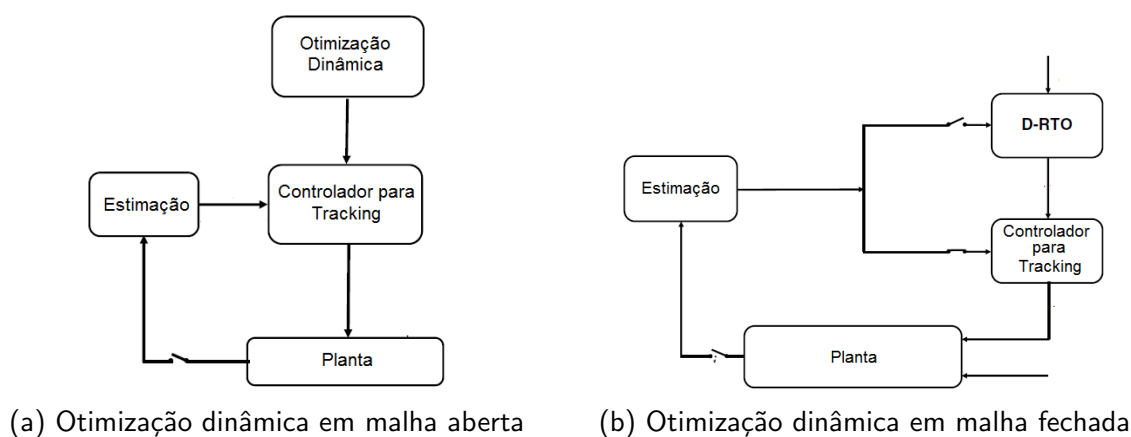 Otimização
Dinâmica
Controlador para
Tracking
Estimação
Planta
(a) Otimização dinâmica em malha aberta
D-RTO
Estimação
Controlador
para
Tracking
Planta
(b) Otimização dinâmica em malha fechada